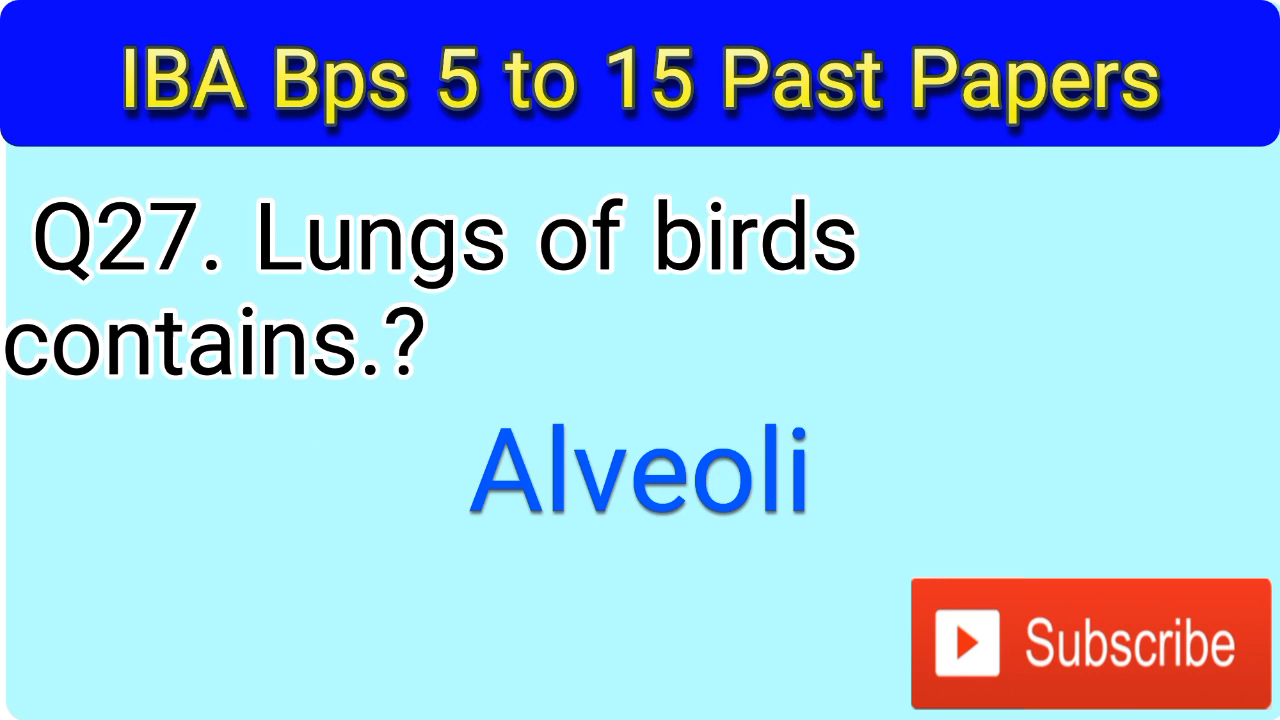 IBA Bps 5 to 15 Past Papers
Q27. Lungs of birds
contains.?
Alveoli
Subscribe